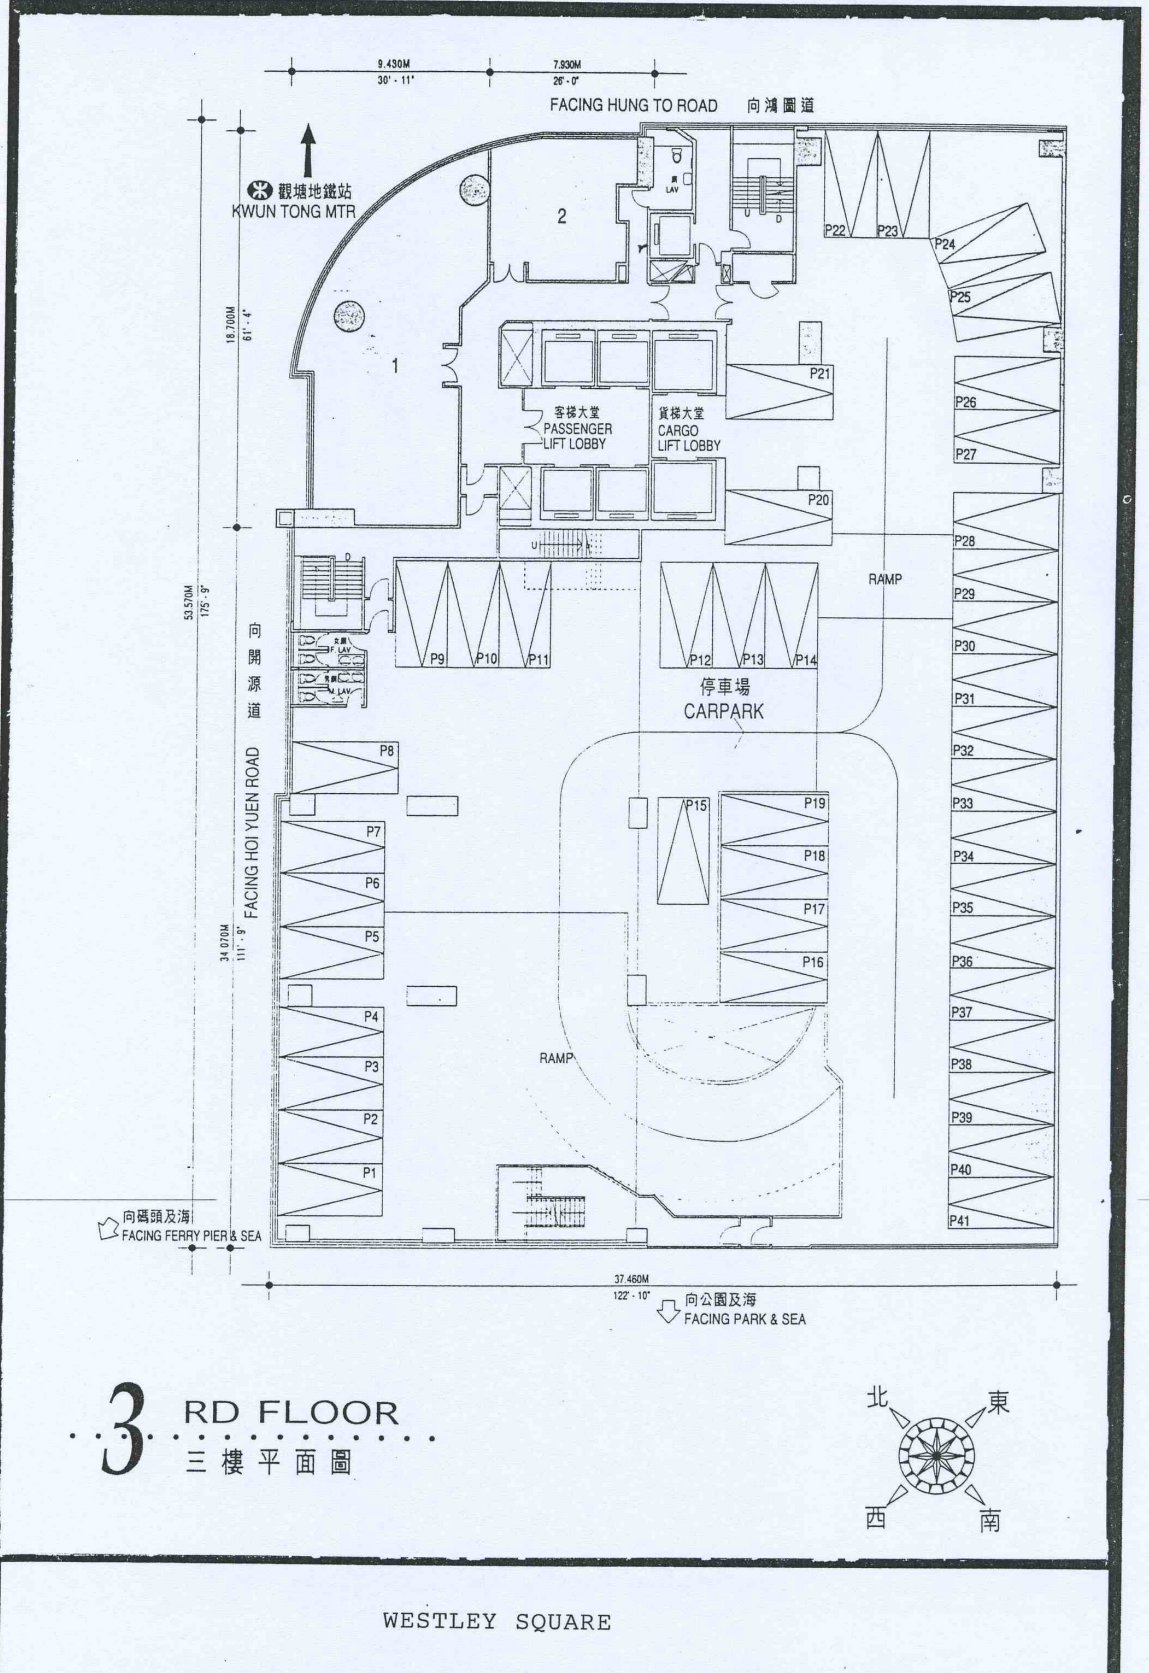 9.430M
30' - 11"
7.930M
26' - 0"
FACING HUNG TO ROAD 向鴻圖道
觀塘地鐵站
KWUN TONG MTR
廁
LAV
U
D
2
1
18.700M
61' - 4"
P22
P23
P24
P25
P21
P26
P27
客梯大堂
PASSENGER
LIFT LOBBY
貨梯大堂
CARGO
LIFT LOBBY
P20
P28
U
D
RAMP
53.570M
175' - 9"
P29
女廁
F. LAV
男廁
M. LAV
P9
P10
P11
P12
P13
P14
P30
停車場
CARPARK
P31
向開源道
FACING HOI YUEN ROAD
P8
P32
P7
P15
P19
P33
P6
P18
P34
P5
P17
P35
34.070M
111' - 9"
P16
P36
P4
P37
P3
RAMP
P38
P2
P39
P1
P40
P41
向碼頭及海
FACING FERRY PIER & SEA
37.460M
122' - 10"
向公園及海
FACING PARK & SEA
3 RD FLOOR
三樓平面圖
北
東
西
南
WESTLEY SQUARE